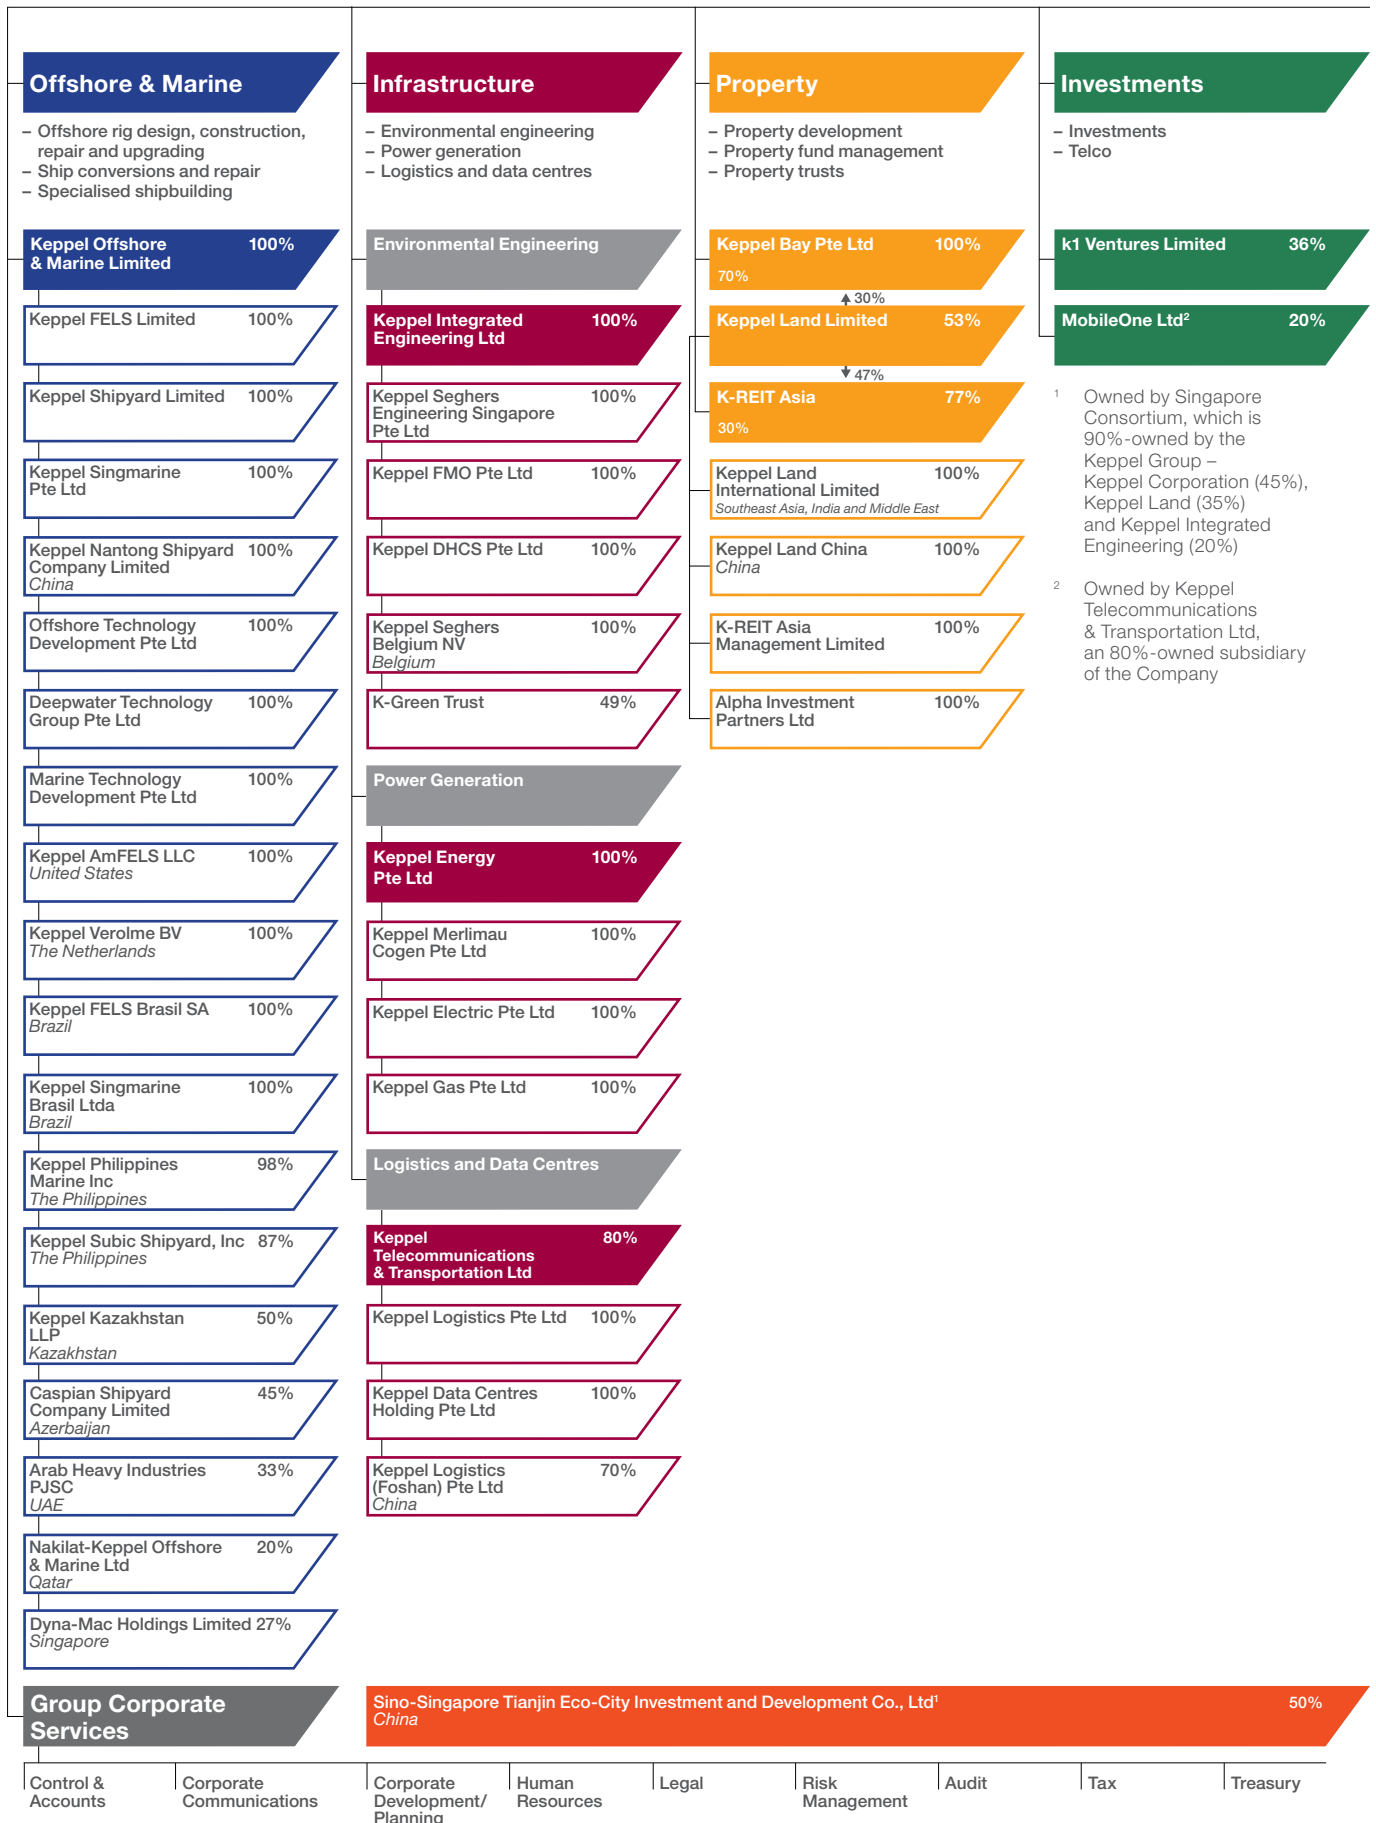 Offshore & Marine
– Offshore rig design, construction,
repair and upgrading
– Ship conversions and repair
– Specialised shipbuilding
Keppel Offshore 100%
& Marine Limited
Keppel FELS Limited 100%
Keppel Shipyard Limited 100%
Keppel Singmarine 100%
Pte Ltd
Keppel Nantong Shipyard 100%
Company Limited
China
Offshore Technology 100%
Development Pte Ltd
Deepwater Technology 100%
Group Pte Ltd
Marine Technology 100%
Development Pte Ltd
Keppel AmFELS LLC 100%
United States
Keppel Verolme BV 100%
The Netherlands
Keppel FELS Brasil SA 100%
Brazil
Keppel Singmarine 100%
Brasil Ltda
Brazil
Keppel Philippines 98%
Marine Inc
The Philippines
Keppel Subic Shipyard, Inc 87%
The Philippines
Keppel Kazakhstan 50%
LLP
Kazakhstan
Caspian Shipyard 45%
Company Limited
Azerbaijan
Arab Heavy Industries 33%
PJSC
UAE
Nakilat-Keppel Offshore 20%
& Marine Ltd
Qatar
Dyna-Mac Holdings Limited 27%
Singapore
Infrastructure
– Environmental engineering
– Power generation
– Logistics and data centres
Environmental Engineering
Keppel Integrated 100%
Engineering Ltd
Keppel Seghers 100%
Engineering Singapore
Pte Ltd
Keppel FMO Pte Ltd 100%
Keppel DHCS Pte Ltd 100%
Keppel Seghers 100%
Belgium NV
Belgium
K-Green Trust 49%
Power Generation
Keppel Energy 100%
Pte Ltd
Keppel Merlimau 100%
Cogen Pte Ltd
Keppel Electric Pte Ltd 100%
Keppel Gas Pte Ltd 100%
Logistics and Data Centres
Keppel 80%
Telecommunications
& Transportation Ltd
Keppel Logistics Pte Ltd 100%
Keppel Data Centres 100%
Holding Pte Ltd
Keppel Logistics 70%
(Foshan) Pte Ltd
China
Property
– Property development
– Property fund management
– Property trusts
Keppel Bay Pte Ltd 100%
70%
30%
Keppel Land Limited 53%
47%
K-REIT Asia 77%
30%
Keppel Land 100%
International Limited
Southeast Asia, India and Middle East
Keppel Land China 100%
China
K-REIT Asia 100%
Management Limited
Alpha Investment 100%
Partners Ltd
Investments
– Investments
– Telco
k1 Ventures Limited 36%
MobileOne Ltd2 20%
1 Owned by Singapore
Consortium, which is
90%-owned by the
Keppel Group –
Keppel Corporation (45%),
Keppel Land (35%)
and Keppel Integrated
Engineering (20%)
2 Owned by Keppel
Telecommunications
& Transportation Ltd,
an 80%-owned subsidiary
of the Company
Group Corporate
Services
Sino-Singapore Tianjin Eco-City Investment and Development Co., Ltd1 50%
China
Control &
Accounts
Corporate
Communications
Corporate
Development/
Planning
Human
Resources
Legal
Risk
Management
Audit
Tax
Treasury